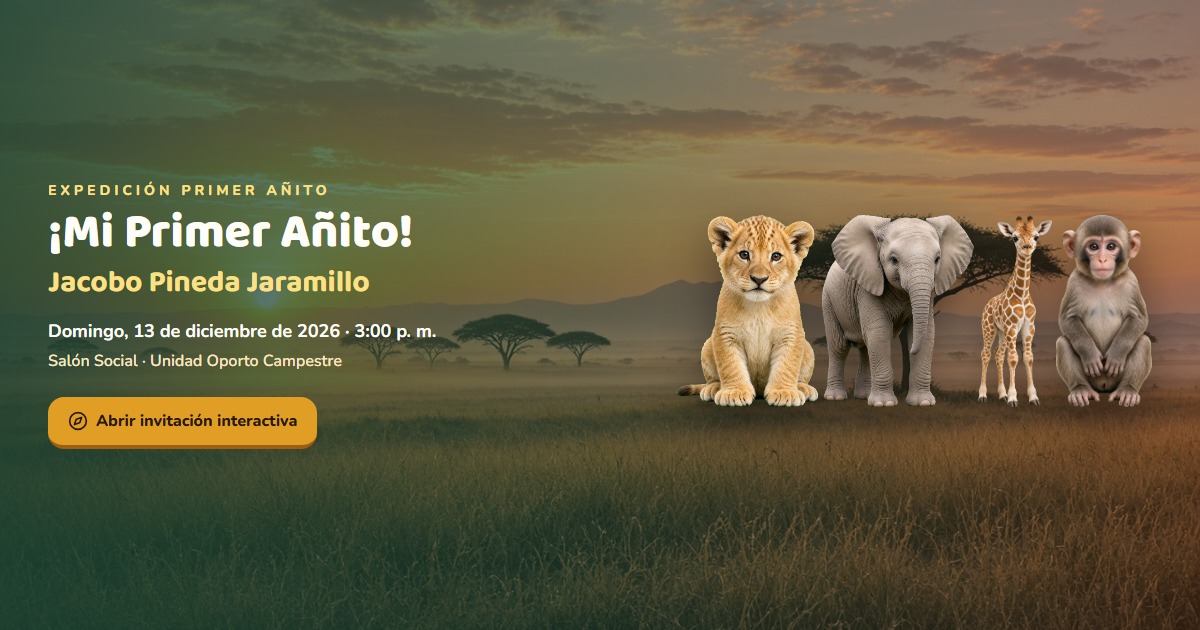 EXPEDICIÓN PRIMER AÑITO
¡Mi Primer Añito!
Jacobo Pineda Jaramillo
Domingo, 13 de diciembre de 2026 · 3:00 p. m.
Salón Social · Unidad Oporto Campestre
Abrir invitación interactiva